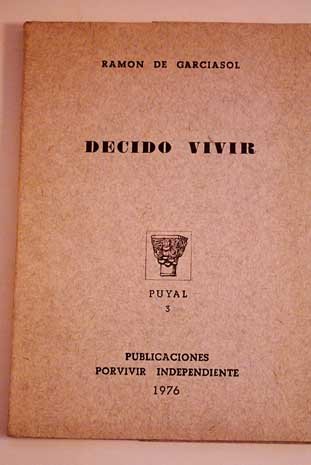 RAMON DE GARCIASOL
DECIDO VIVIR
PUYAL
3
PUBLICACIONES
PORVIVIR INDEPENDIENTE
1976